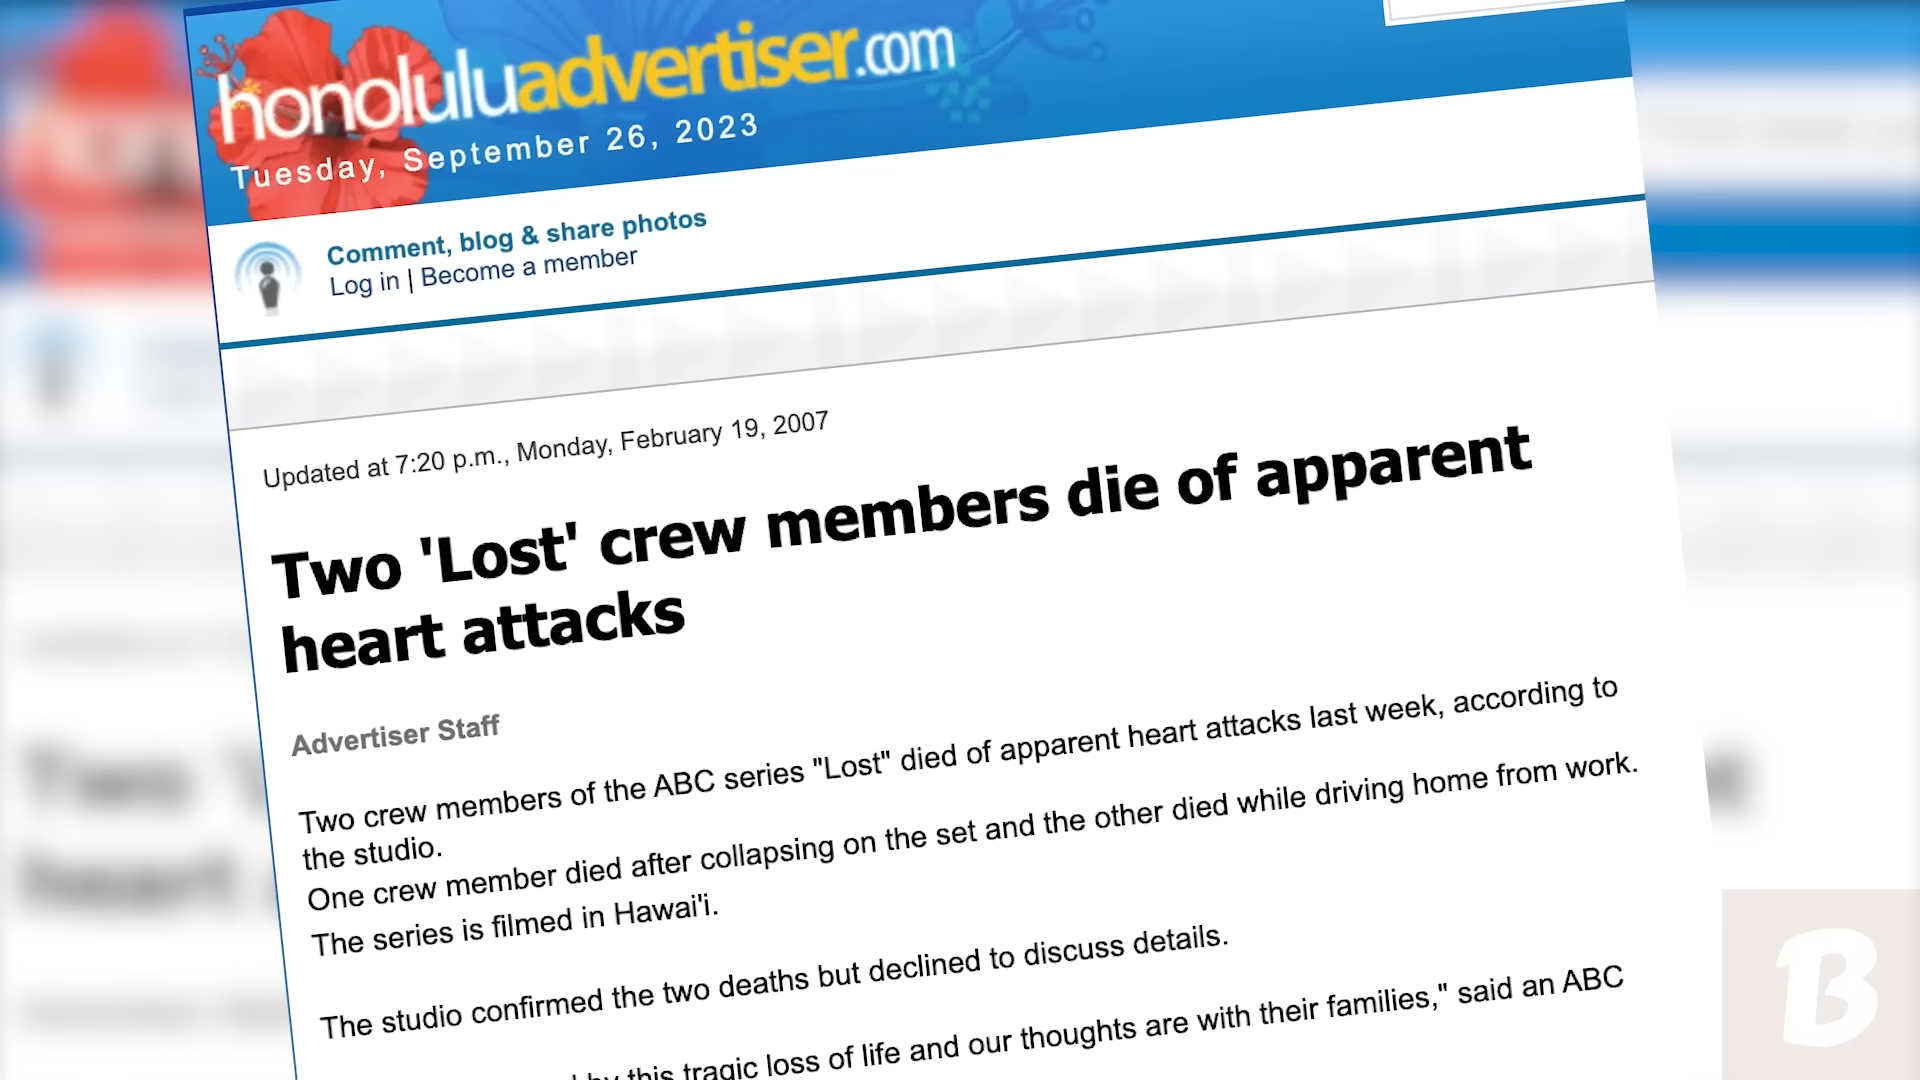 honoluluadvertiser.com
Tuesday, September 26, 2023
Comment, blog & share photos
Log in | Become a member
Updated at 7:20 p.m., Monday, February 19, 2007
Two 'Lost' crew members die of apparent
heart attacks
Advertiser Staff
Two crew members of the ABC series "Lost" died of apparent heart attacks last week, according to
the studio.
One crew member died after collapsing on the set and the other died while driving home from work.
The series is filmed in Hawai'i.
The studio confirmed the two deaths but declined to discuss details.
by this tragic loss of life and our thoughts are with their families," said an ABC
B